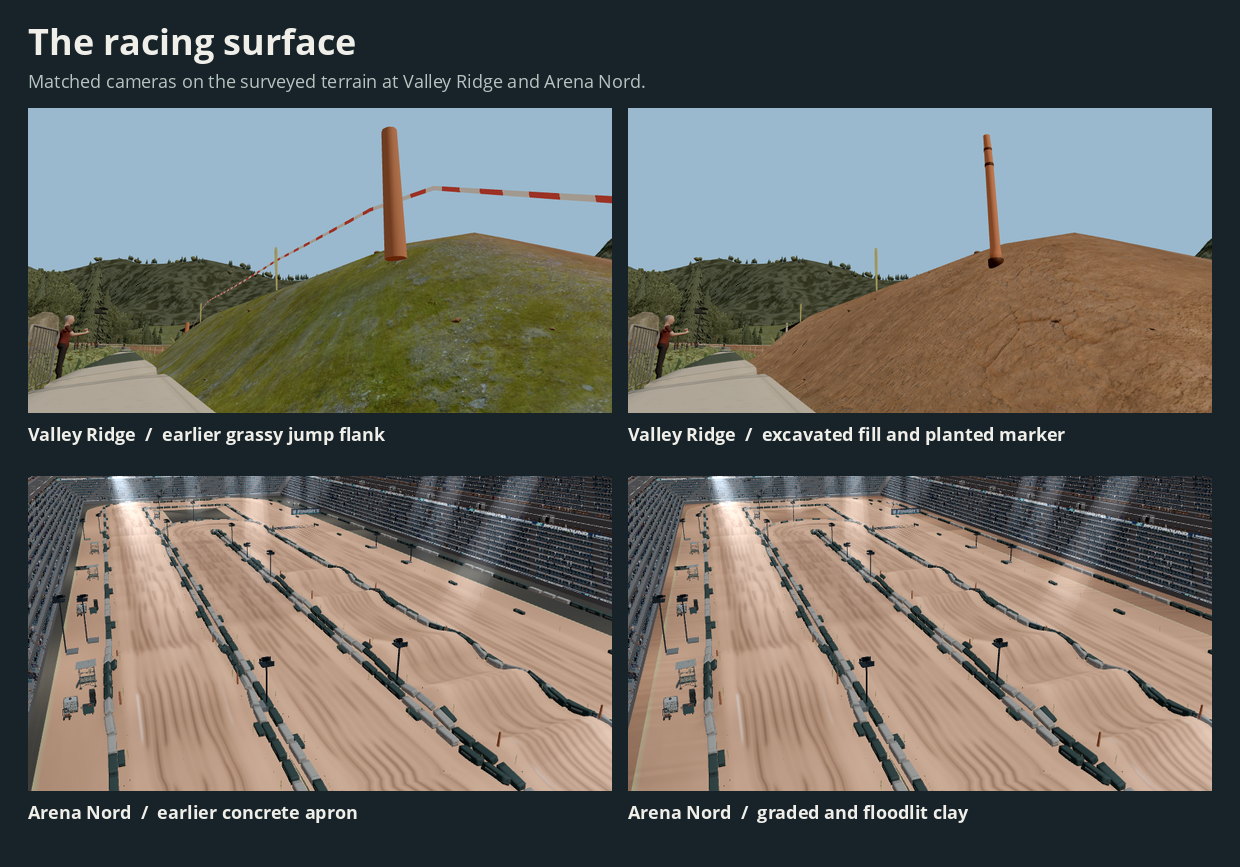 The racing surface
Matched cameras on the surveyed terrain at Valley Ridge and Arena Nord.
Valley Ridge / earlier grassy jump flank
Valley Ridge / excavated fill and planted marker
Arena Nord / earlier concrete apron
Arena Nord / graded and floodlit clay